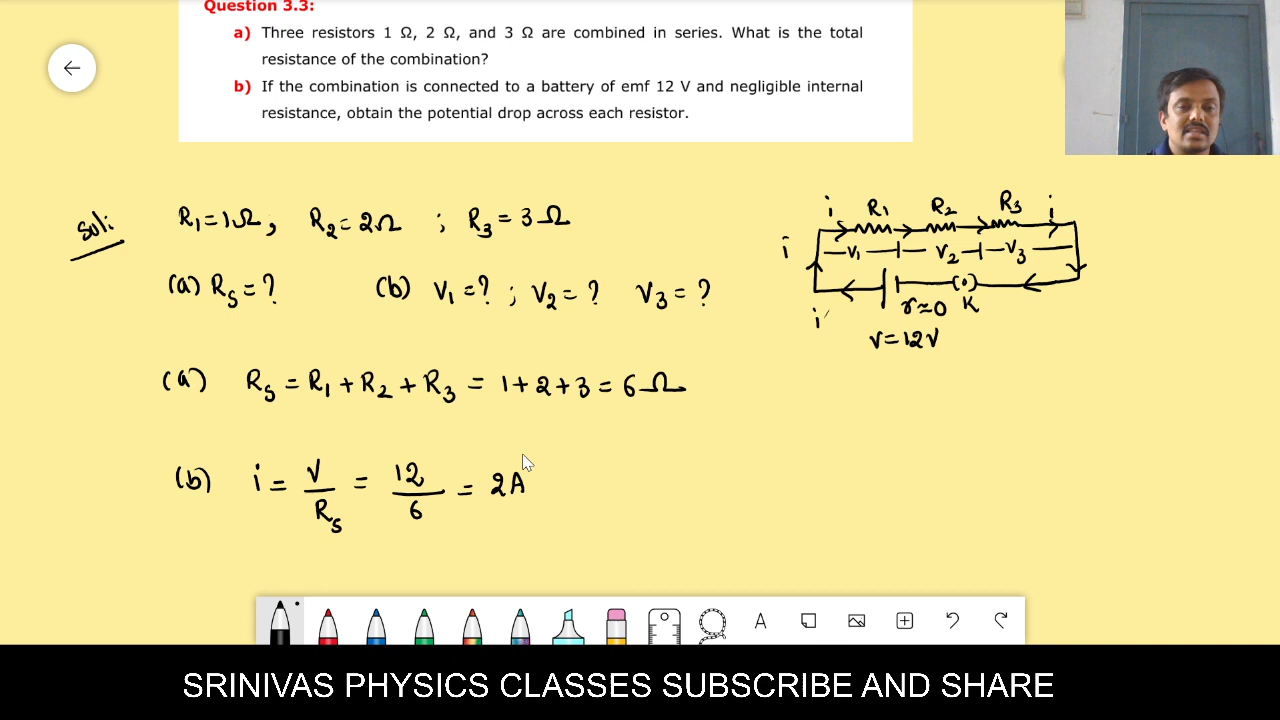 Question 3.3:
a) Three resistors 1 Ω, 2 Ω, and 3 Ω are combined in series. What is the total
resistance of the combination?
b) If the combination is connected to a battery of emf 12 V and negligible internal
resistance, obtain the potential drop across each resistor.
Sol:
R₁=1Ω, R₂=2Ω ; R₃=3Ω
(a) Rs=? (b) V₁=? ; V₂=? V₃=?
i R₁ R₂ R₃ i
i V₁ V₂ V₃
i r≈0 K
V=12V
(a) Rs = R₁+R₂+R₃ = 1+2+3 = 6Ω
(b) i = V/Rs = 12/6 = 2A
A
SRINIVAS PHYSICS CLASSES SUBSCRIBE AND SHARE